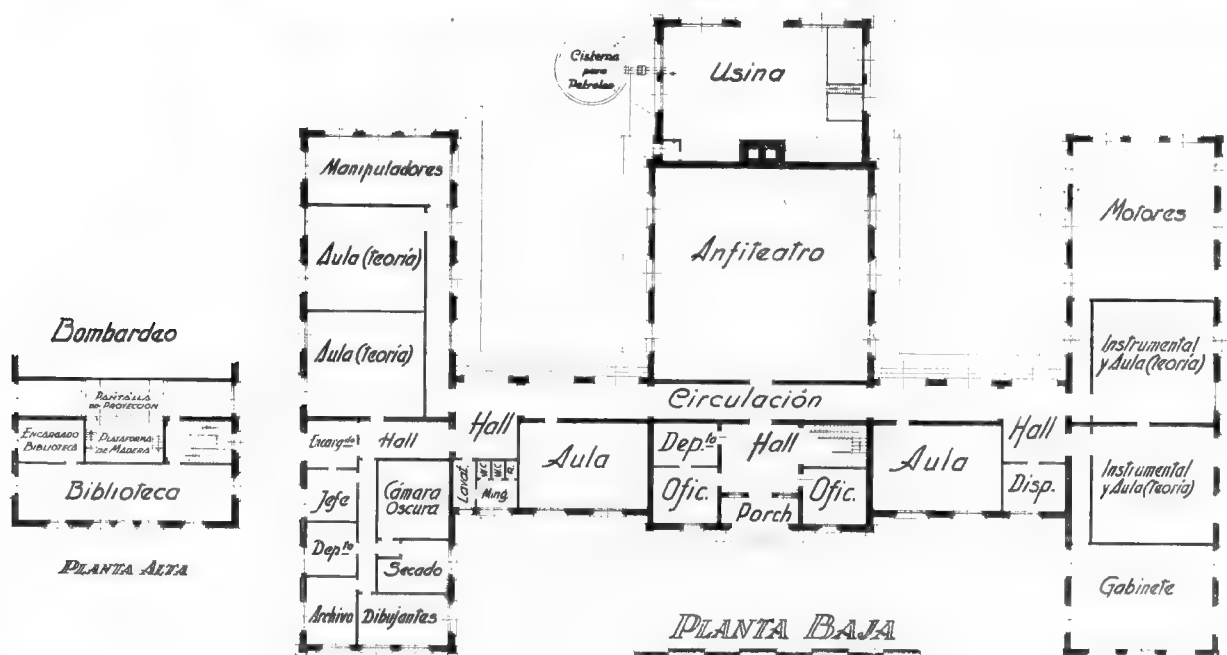 Bombardeo
PANTALLA
DE PROYECCION
ENCARGADO
BIBLIOTECA
PLATAFORMA
DE MADERA
Biblioteca
PLANTA ALTA
Manipuladores
Aula (Teoría)
Aula (Teoría)
Encargdo
Hall
Jefe
Cámara
Oscura
Dep.to
Secado
Archivo
Dibujantes
Hall
Lavat.
W.C.
W.C.
Ming.
Aula
Cisterna
para
Petroleo
Usina
Anfiteatro
Circulación
Dep.to
Hall
Ofic.
Porch
Ofic.
Aula
Hall
Disp.
Motores
Instrumental
y Aula (Teoría)
Instrumental
y Aula (Teoría)
Gabinete
PLANTA BAJA